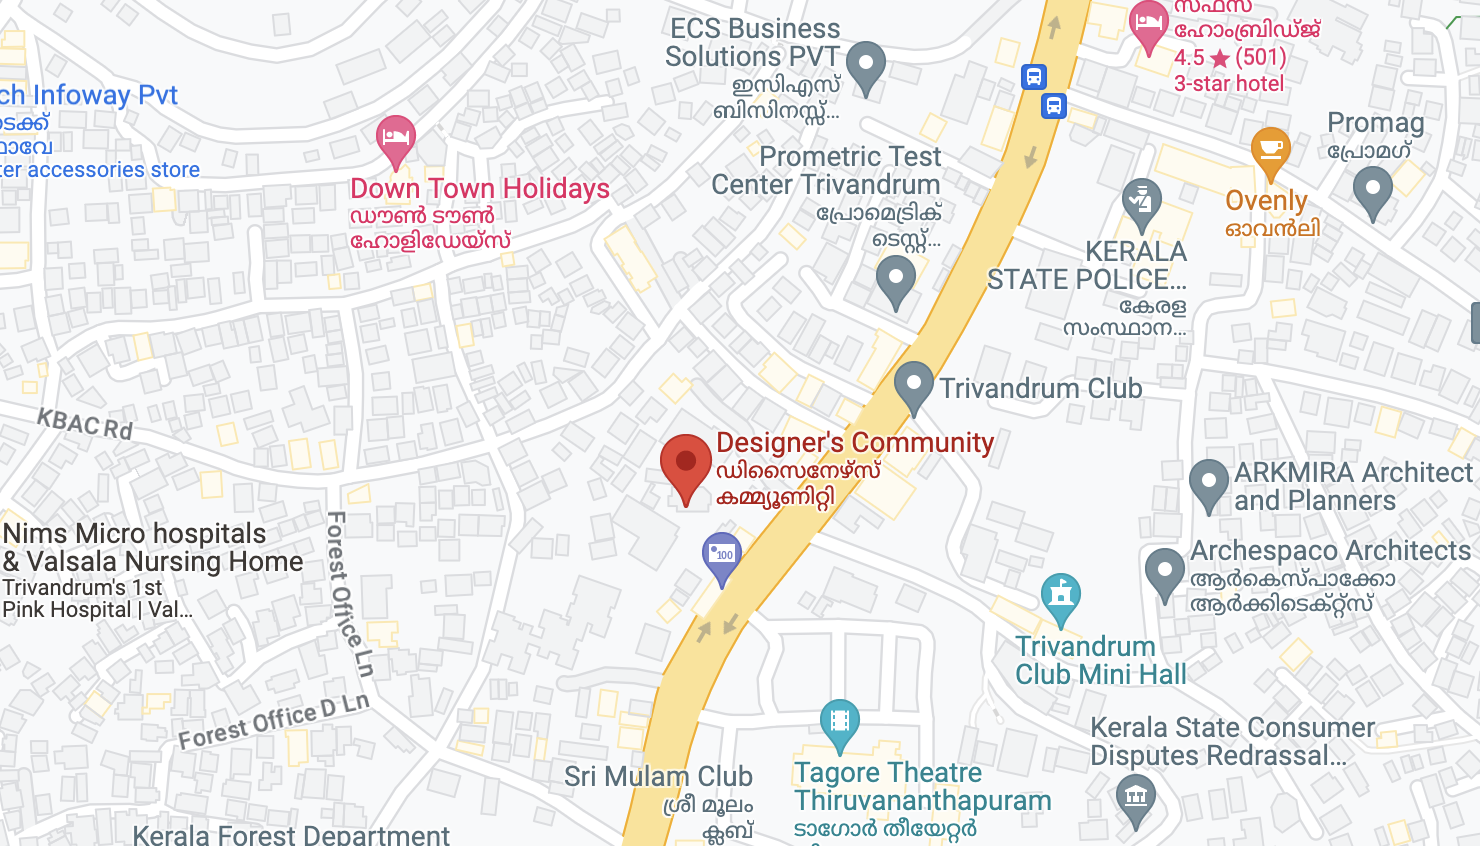 ECS Business
Solutions PVT
ഇസിഎസ്
ബിസിനസ്സ്...
ഹോംബ്രിഡ്ജ്
4.5 ★ (501)
3-star hotel
ch Infoway Pvt
ടെക്ക്
ter accessories store
Down Town Holidays
ഡൗൺ ടൗൺ
ഹോളിഡേയ്സ്
Prometric Test
Center Trivandrum
പ്രോമെട്രിക്
ടെസ്റ്റ്...
Promag
പ്രോമഗ്
Ovenly
ഓവൻലി
KERALA
STATE POLICE...
കേരള
സംസ്ഥാന...
Trivandrum Club
KBAC Rd
Designer's Community
ഡിസൈനേഴ്സ്
കമ്മ്യൂണിറ്റി
ARKMIRA Architect
and Planners
Nims Micro hospitals
& Valsala Nursing Home
Trivandrum's 1st
Pink Hospital | Val...
Forest Office Ln
100
Archespaco Architects
ആർകെസ്പാക്കോ
ആർക്കിടെക്റ്റ്സ്
Trivandrum
Club Mini Hall
Forest Office D Ln
Kerala State Consumer
Disputes Redrassal...
Sri Mulam Club
ശ്രീ മൂലം
ക്ലബ്
Tagore Theatre
Thiruvananthapuram
ടാഗോർ തീയേറ്റർ
Kerala Forest Department